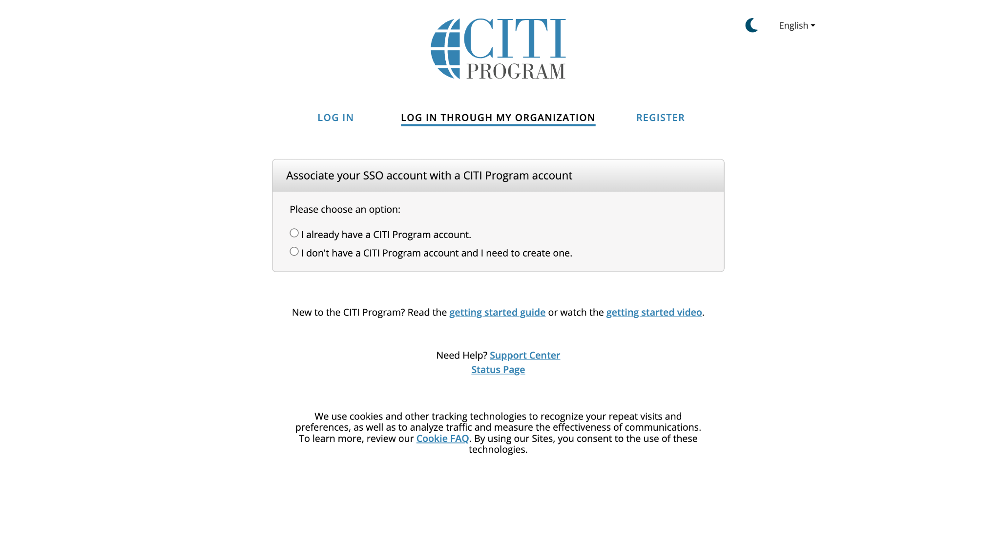 CITI
PROGRAM
English
LOG IN
LOG IN THROUGH MY ORGANIZATION
REGISTER
Associate your SSO account with a CITI Program account
Please choose an option:
I already have a CITI Program account.
I don't have a CITI Program account and I need to create one.
New to the CITI Program? Read the getting started guide or watch the getting started video.
Need Help? Support Center
Status Page
We use cookies and other tracking technologies to recognize your repeat visits and
preferences, as well as to analyze traffic and measure the effectiveness of communications.
To learn more, review our Cookie FAQ. By using our Sites, you consent to the use of these
technologies.